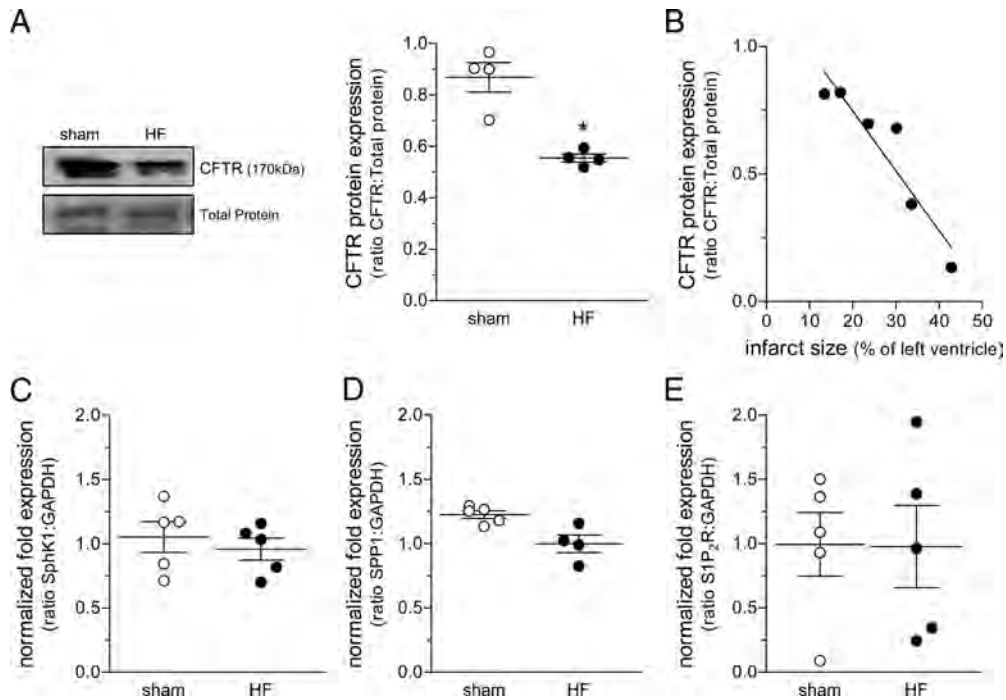 A
sham HF
CFTR (170kDa)
Total Protein
CFTR protein expression
(ratio CFTR:Total protein)
1.0
0.8
0.6
0.4
0.2
0.0
*
sham HF
B
CFTR protein expression
(ratio CFTR:Total protein)
1.0
0.5
0.0
0 10 20 30 40 50
infarct size (% of left ventricle)
C
normalized fold expression
(ratio SphK1:GAPDH)
2.0
1.5
1.0
0.5
0.0
sham HF
D
normalized fold expression
(ratio SPP1:GAPDH)
2.0
1.5
1.0
0.5
0.0
sham HF
E
normalized fold expression
(ratio S1P₂R:GAPDH)
2.0
1.5
1.0
0.5
0.0
sham HF